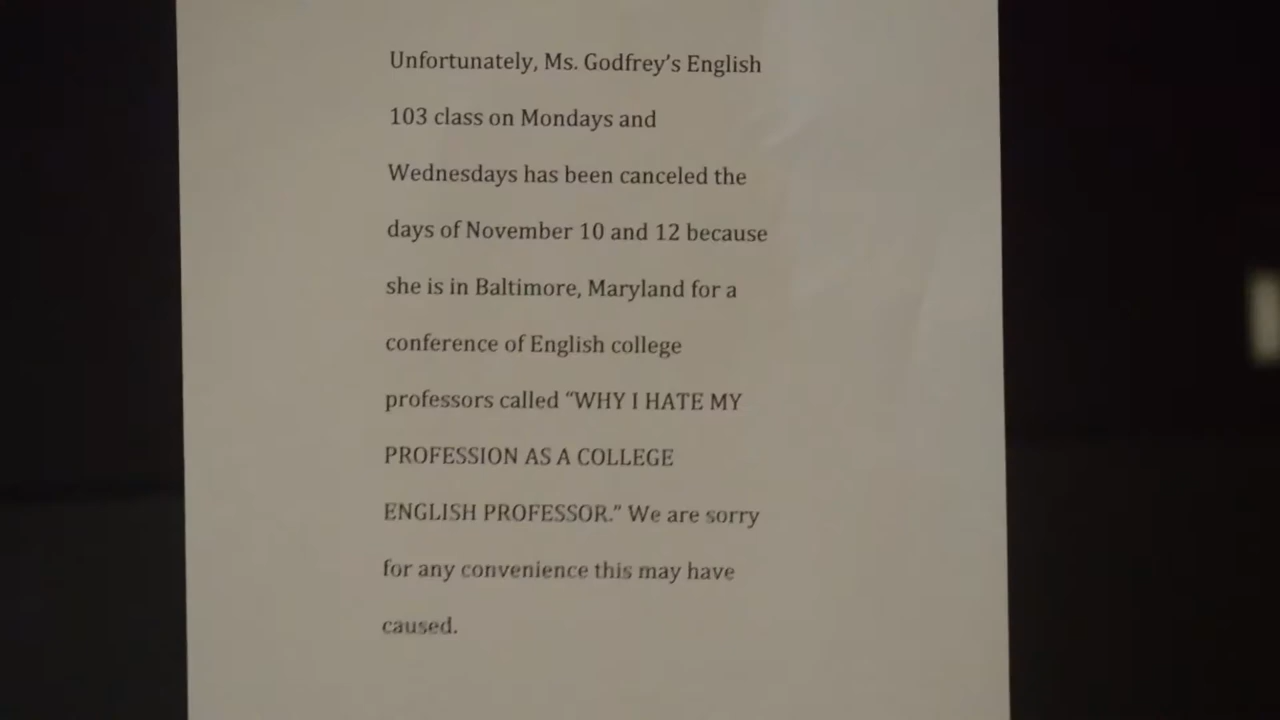 Unfortunately, Ms. Godfrey’s English
103 class on Mondays and
Wednesdays has been canceled the
days of November 10 and 12 because
she is in Baltimore, Maryland for a
conference of English college
professors called “WHY I HATE MY
PROFESSION AS A COLLEGE
ENGLISH PROFESSOR.” We are sorry
for any convenience this may have
caused.